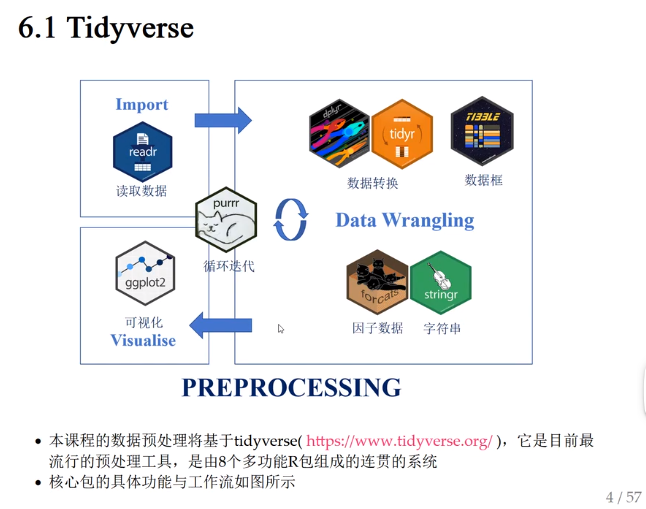 6.1 Tidyverse
Import
readr
读取数据
dplyr
tidyr
数据转换
TIBBLE
数据框
purrr
循环迭代
Data Wrangling
ggplot2
可视化
Visualise
forcats
因子数据
stringr
字符串
PREPROCESSING
• 本课程的数据预处理将基于tidyverse( https://www.tidyverse.org/ )，它是目前最
流行的预处理工具，是由8个多功能R包组成的连贯的系统
• 核心包的具体功能与工作流如图所示
4 / 57